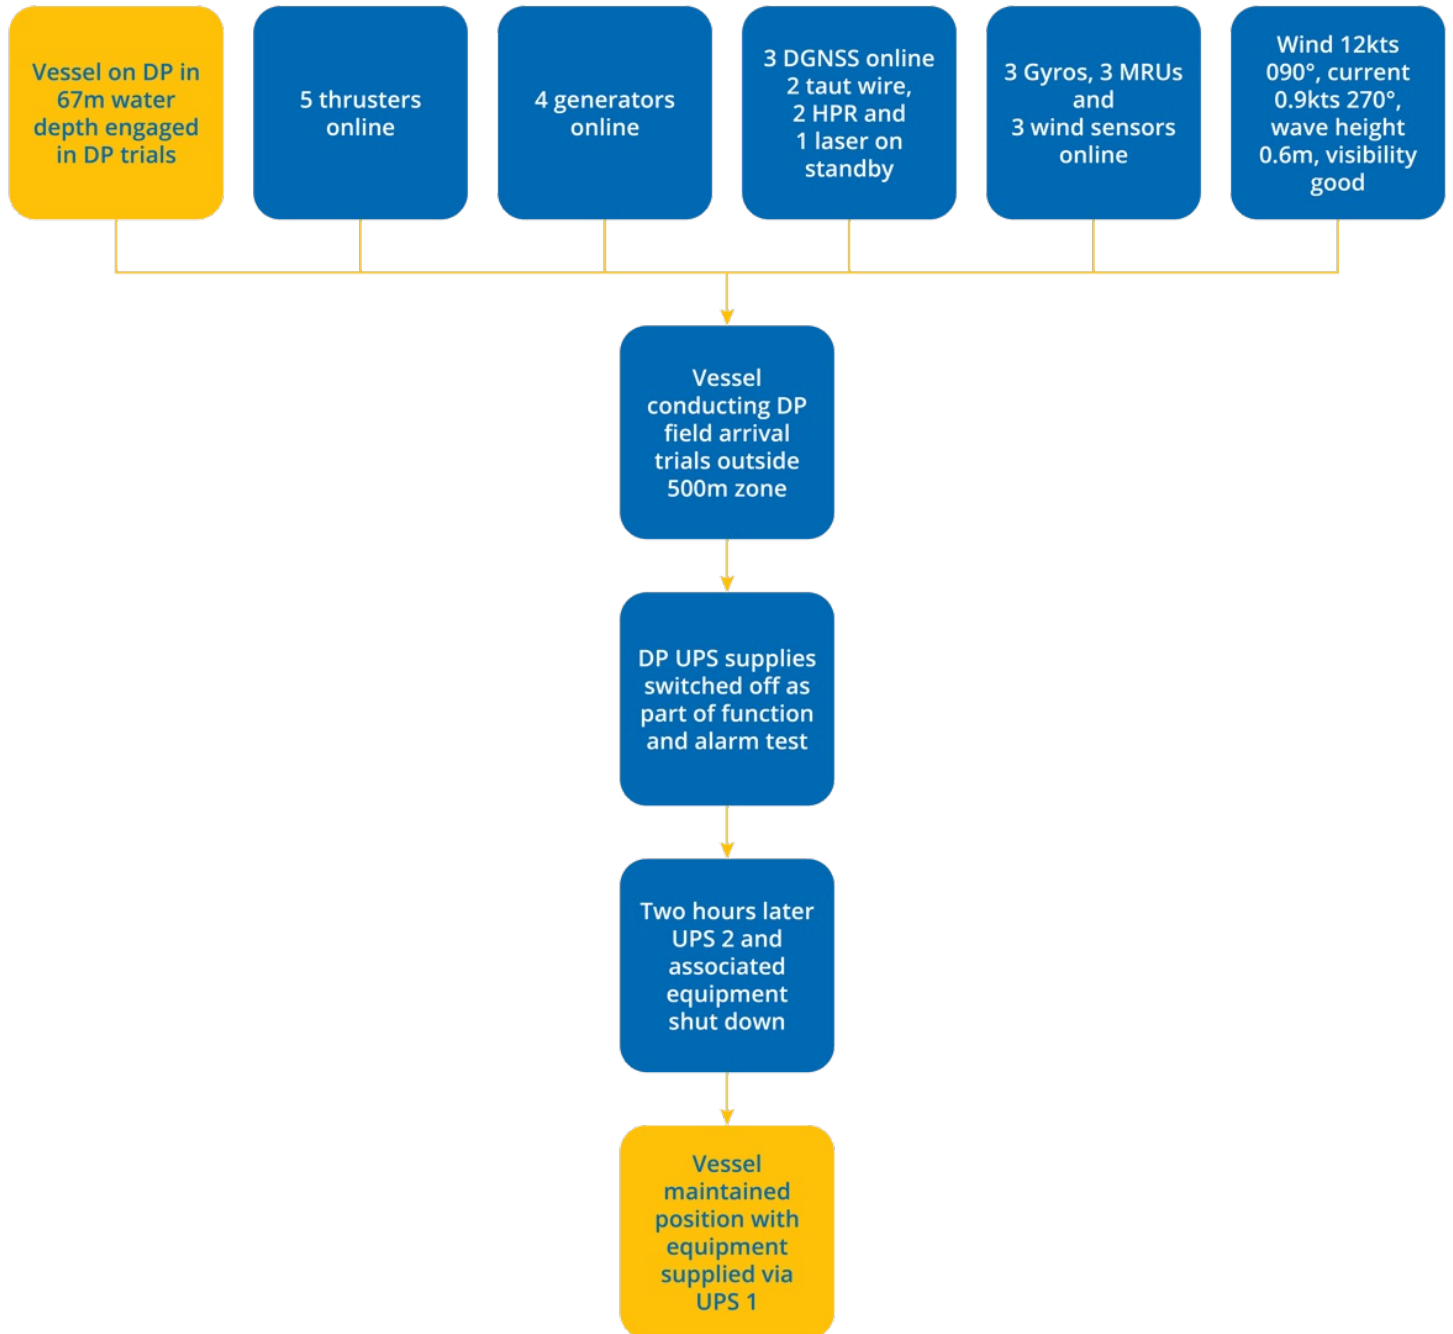 Vessel on DP in
67m water
depth engaged
in DP trials
5 thrusters
online
4 generators
online
3 DGNSS online
2 taut wire,
2 HPR and
1 laser on
standby
3 Gyros, 3 MRUs
and
3 wind sensors
online
Wind 12kts
090°, current
0.9kts 270°,
wave height
0.6m, visibility
good
Vessel
conducting DP
field arrival
trials outside
500m zone
DP UPS supplies
switched off as
part of function
and alarm test
Two hours later
UPS 2 and
associated
equipment
shut down
Vessel
maintained
position with
equipment
supplied via
UPS 1